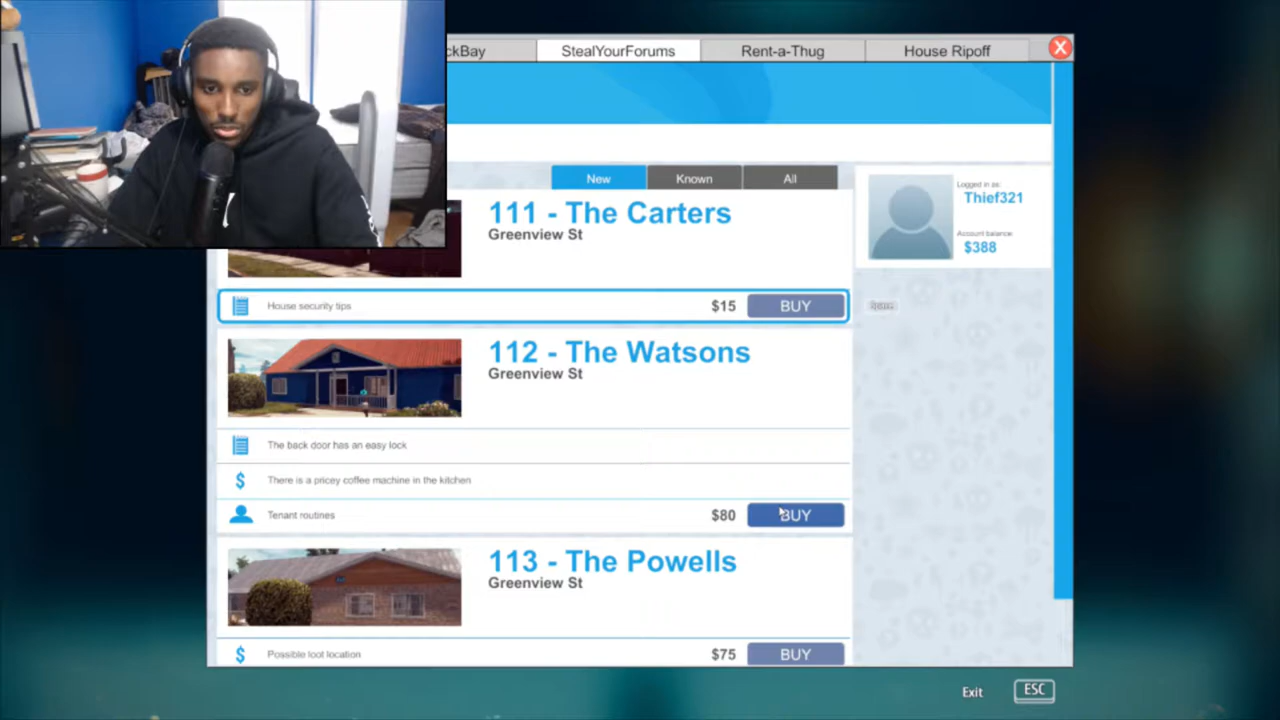 ckBay
StealYourForums
Rent-a-Thug
House Ripoff
X
New
Known
All
Logged in as:
Thief321
Account balance:
$388
111 - The Carters
Greenview St
House security tips
$15
BUY
Space
112 - The Watsons
Greenview St
The back door has an easy lock
$
There is a pricey coffee machine in the kitchen
Tenant routines
$80
BUY
113 - The Powells
Greenview St
$
Possible loot location
$75
BUY
Exit
ESC